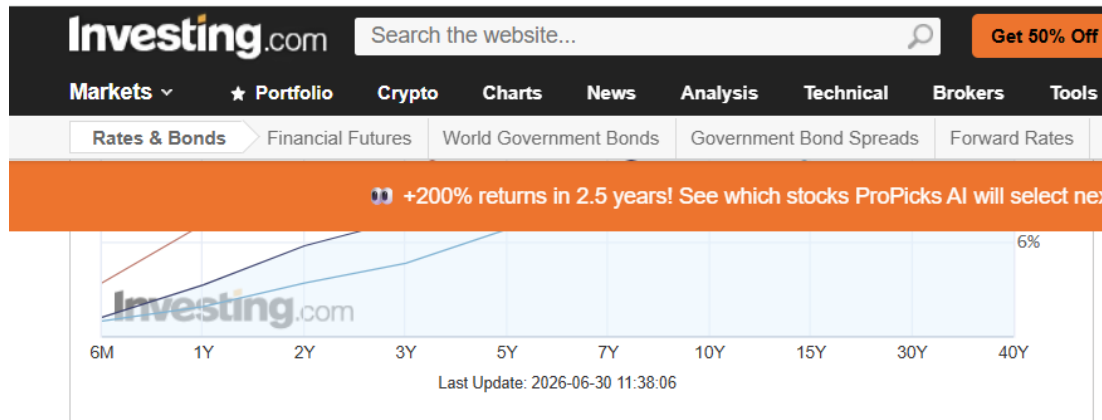 Investing.com
Search the website...
Get 50% Off
Markets
Portfolio
Crypto
Charts
News
Analysis
Technical
Brokers
Tools
Rates & Bonds
Financial Futures
World Government Bonds
Government Bond Spreads
Forward Rates
👀 +200% returns in 2.5 years! See which stocks ProPicks AI will select
6%
Investing.com
6M 1Y 2Y 3Y 5Y 7Y 10Y 15Y 30Y 40Y
Last Update: 2026-06-30 11:38:06